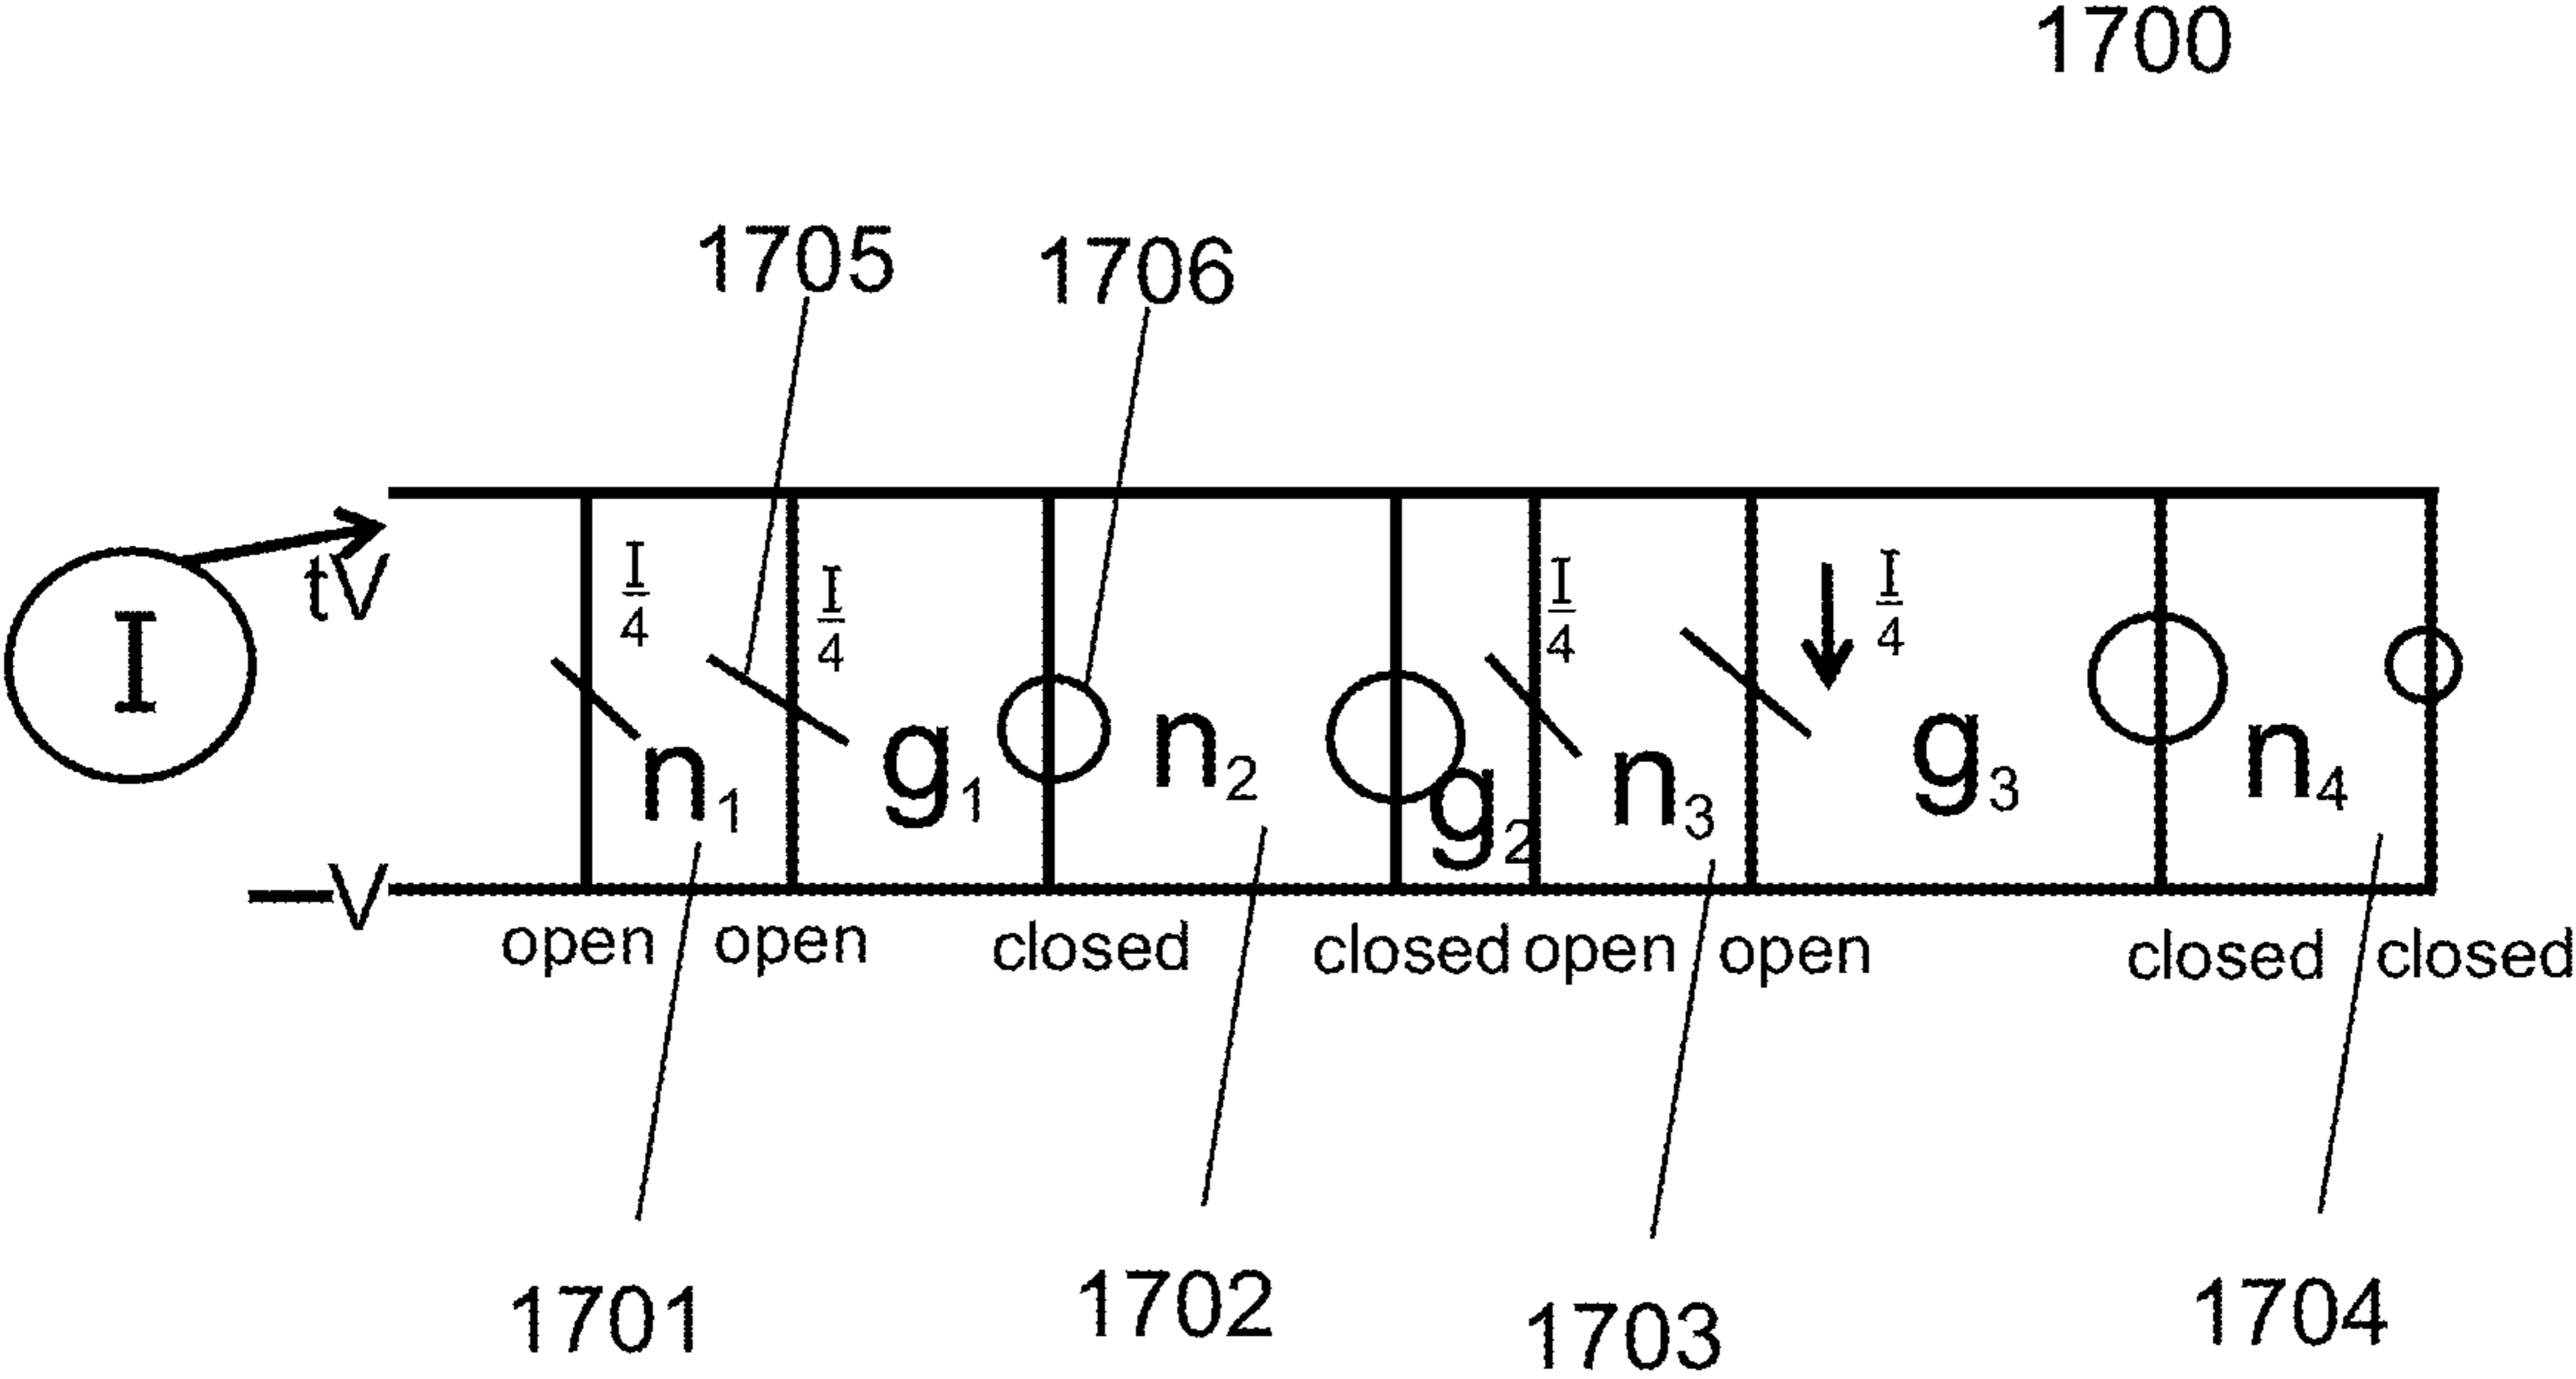 1700
1705 1706
I
tV
I/4 I/4 I/4 I/4
n1 g1 n2 g2 n3 g3 n4
–V
open open closed closed open open closed closed
1701 1702 1703 1704